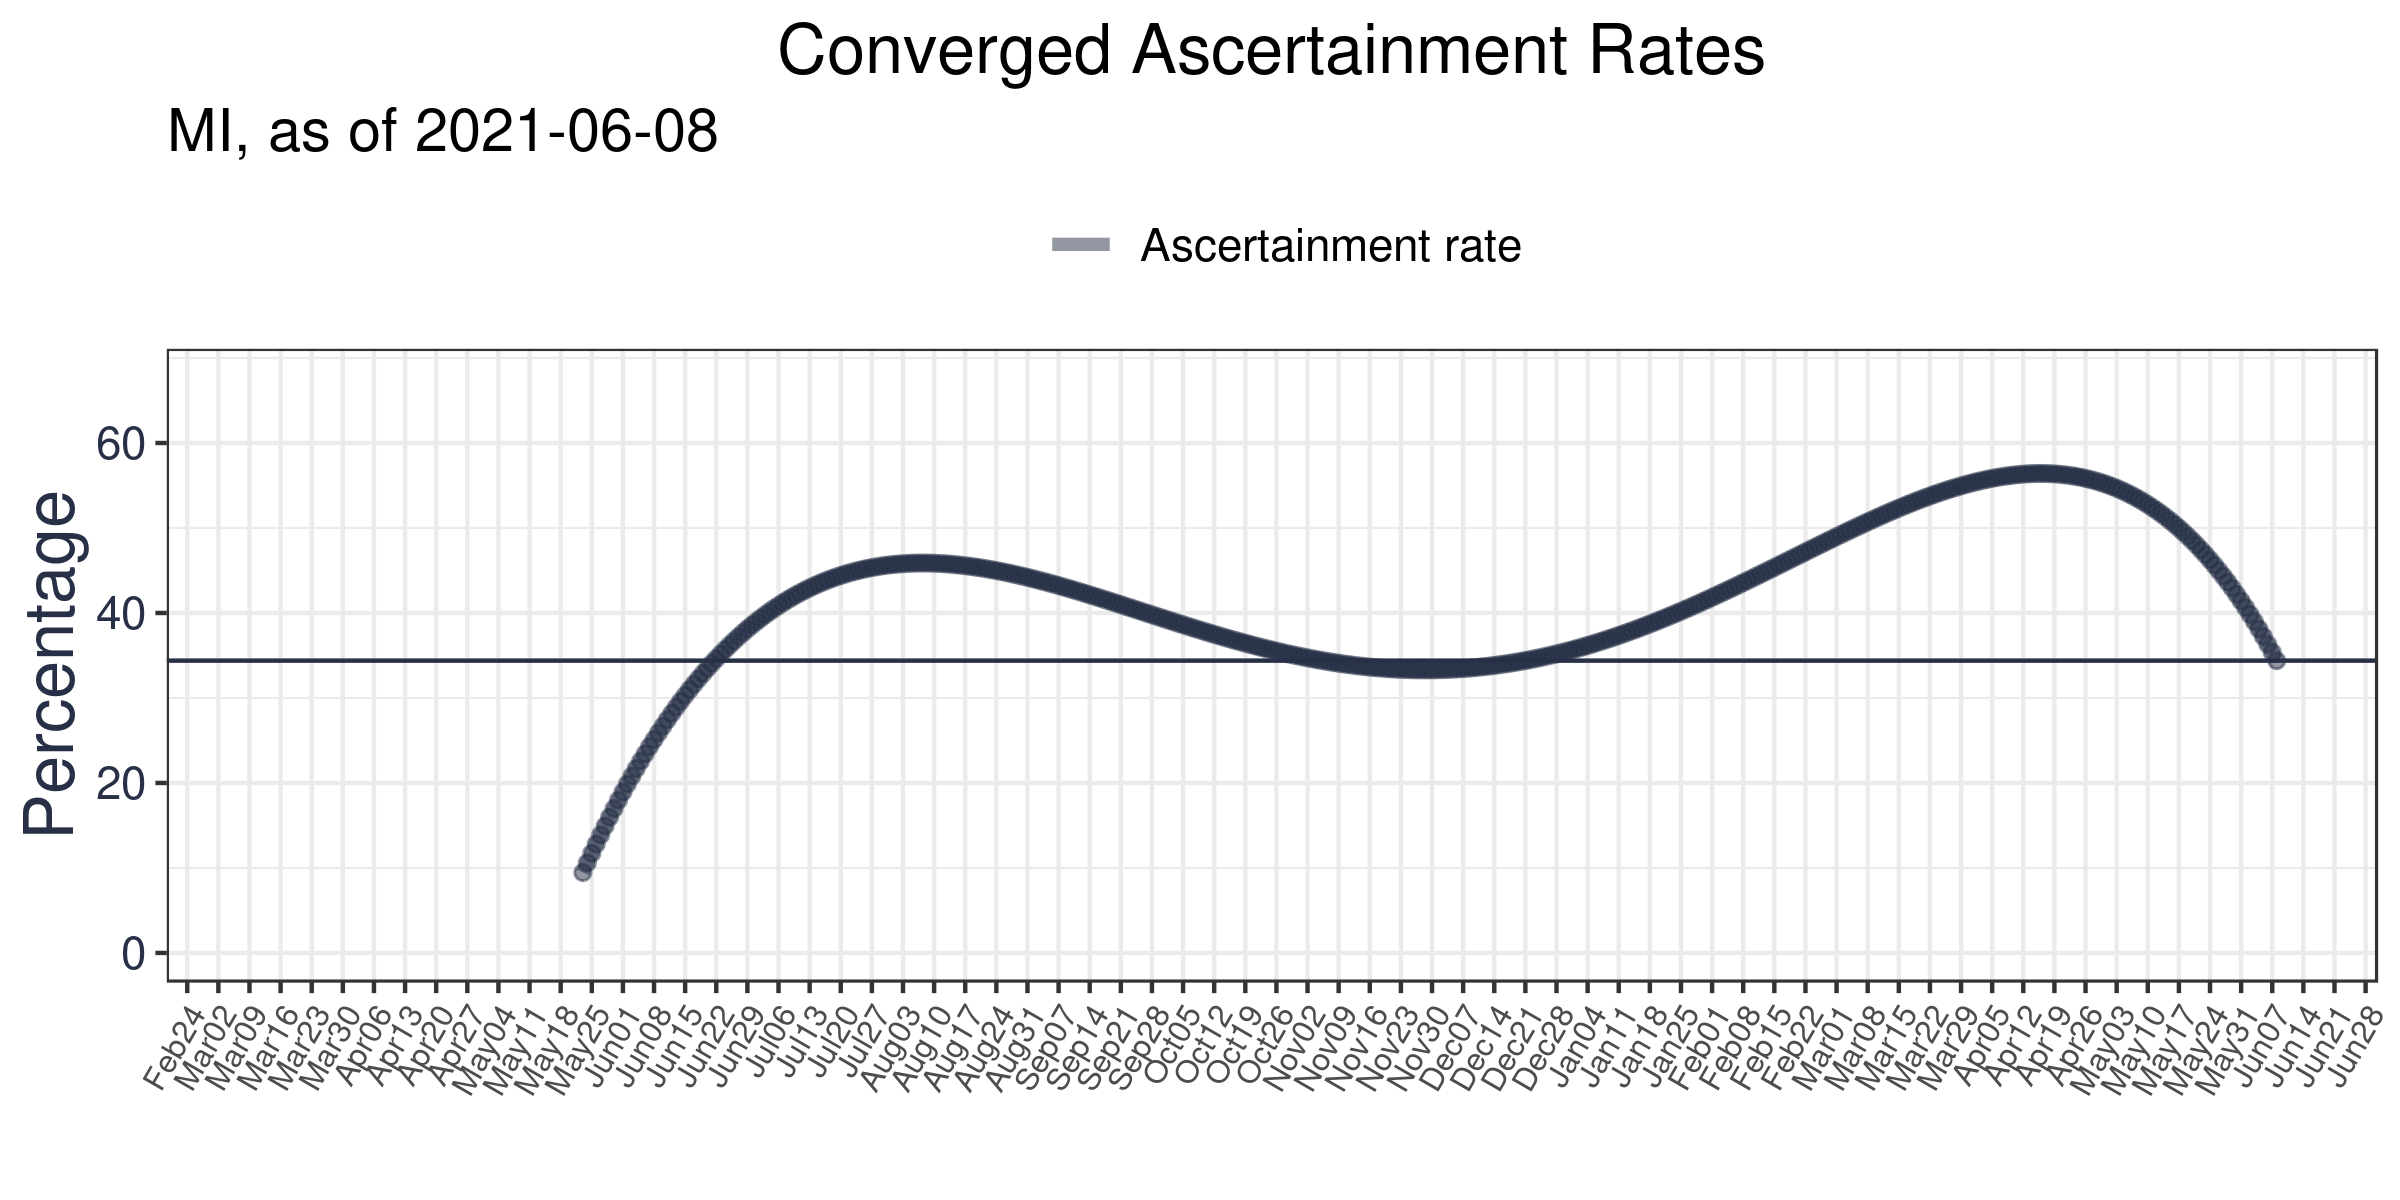 Converged Ascertainment Rates
MI, as of 2021-06-08
Ascertainment rate
Percentage
60
40
20
0
Feb24
Mar02
Mar09
Mar16
Mar23
Mar30
Apr06
Apr13
Apr20
Apr27
May04
May11
May18
May25
Jun01
Jun08
Jun15
Jun22
Jun29
Jul06
Jul13
Jul20
Jul27
Aug03
Aug10
Aug17
Aug24
Aug31
Sep07
Sep14
Sep21
Sep28
Oct05
Oct12
Oct19
Oct26
Nov02
Nov09
Nov16
Nov23
Nov30
Dec07
Dec14
Dec21
Dec28
Jan04
Jan11
Jan18
Jan25
Feb01
Feb08
Feb15
Feb22
Mar01
Mar08
Mar15
Mar22
Mar29
Apr05
Apr12
Apr19
Apr26
May03
May10
May17
May24
May31
Jun07
Jun14
Jun21
Jun28